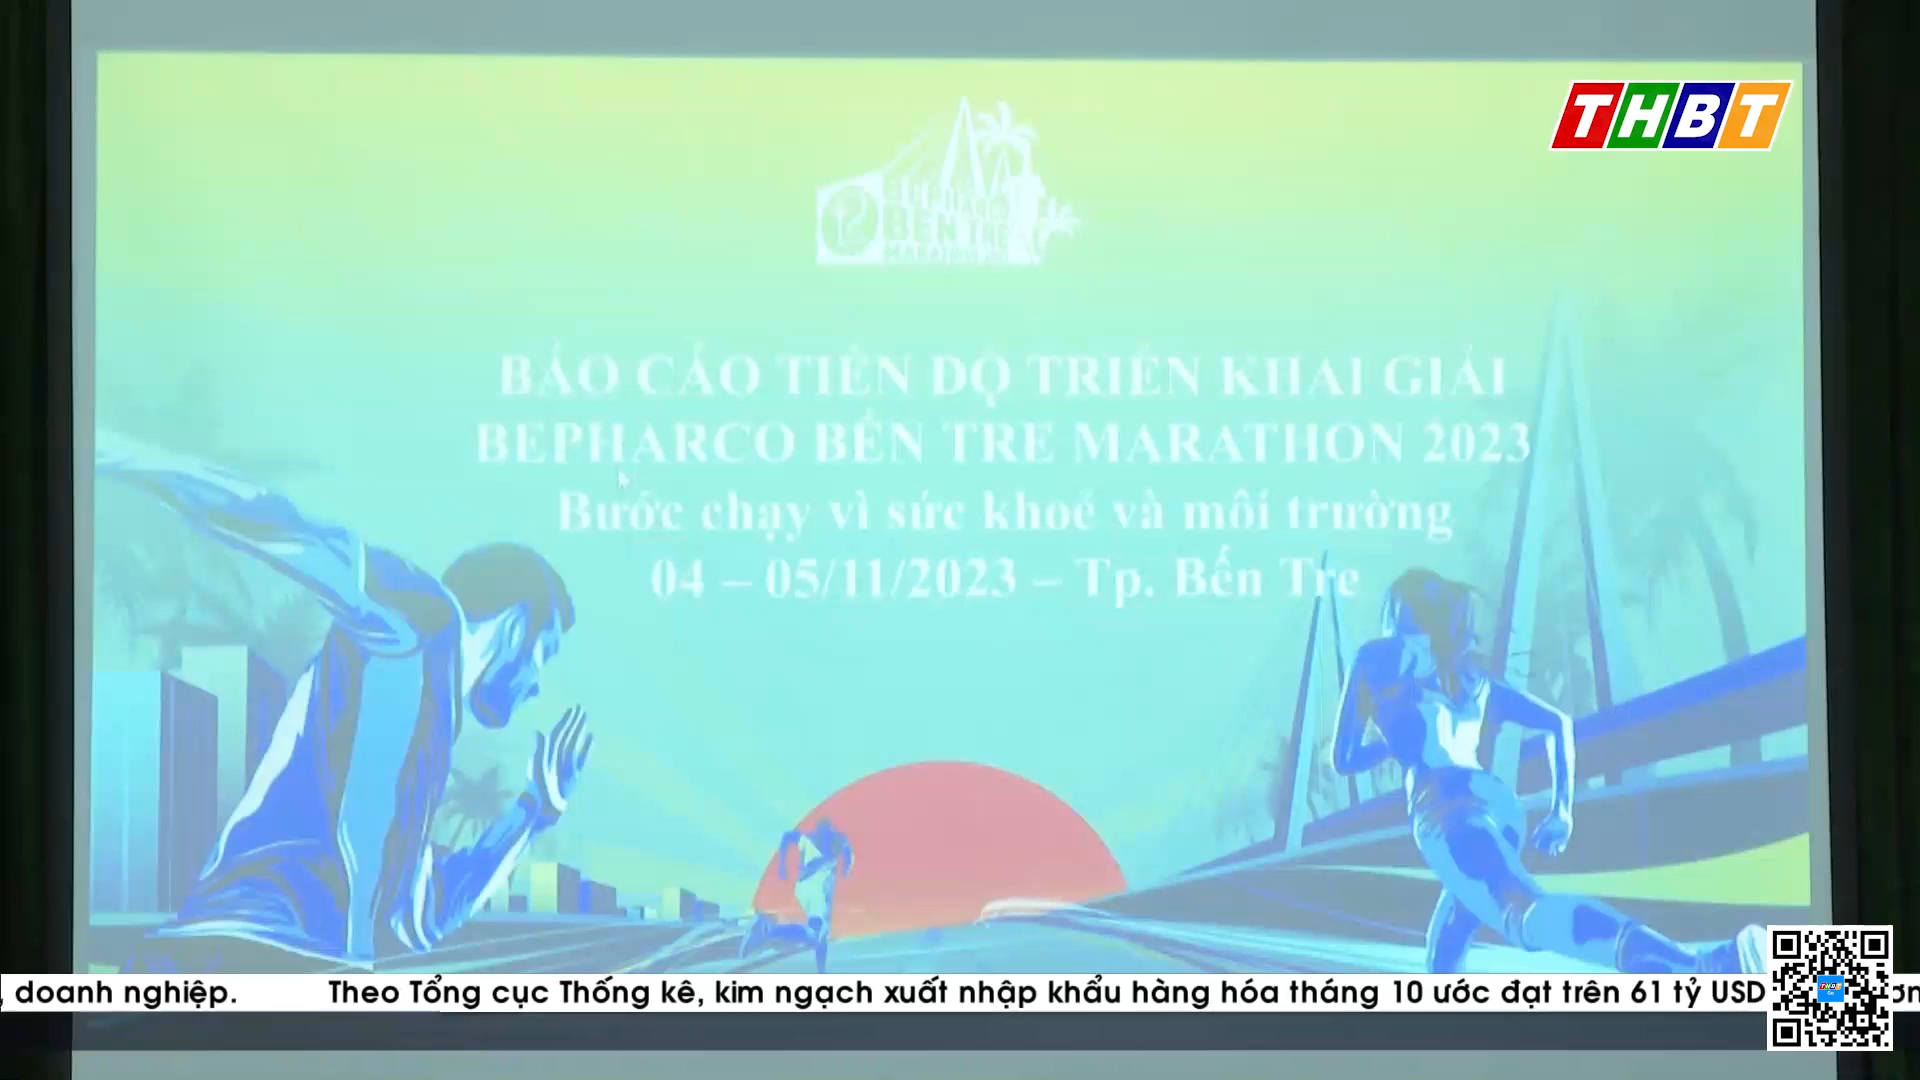 THBT
BẾN TRE
BÁO CÁO TIẾN ĐỘ TRIỂN KHAI GIẢI
BEPHARCO BẾN TRE MARATHON 2023
Bước chạy vì sức khoẻ và môi trường
04 – 05/11/2023 – Tp. Bến Tre
, doanh nghiệp. Theo Tổng cục Thống kê, kim ngạch xuất nhập khẩu hàng hóa tháng 10 ước đạt trên 61 tỷ USD